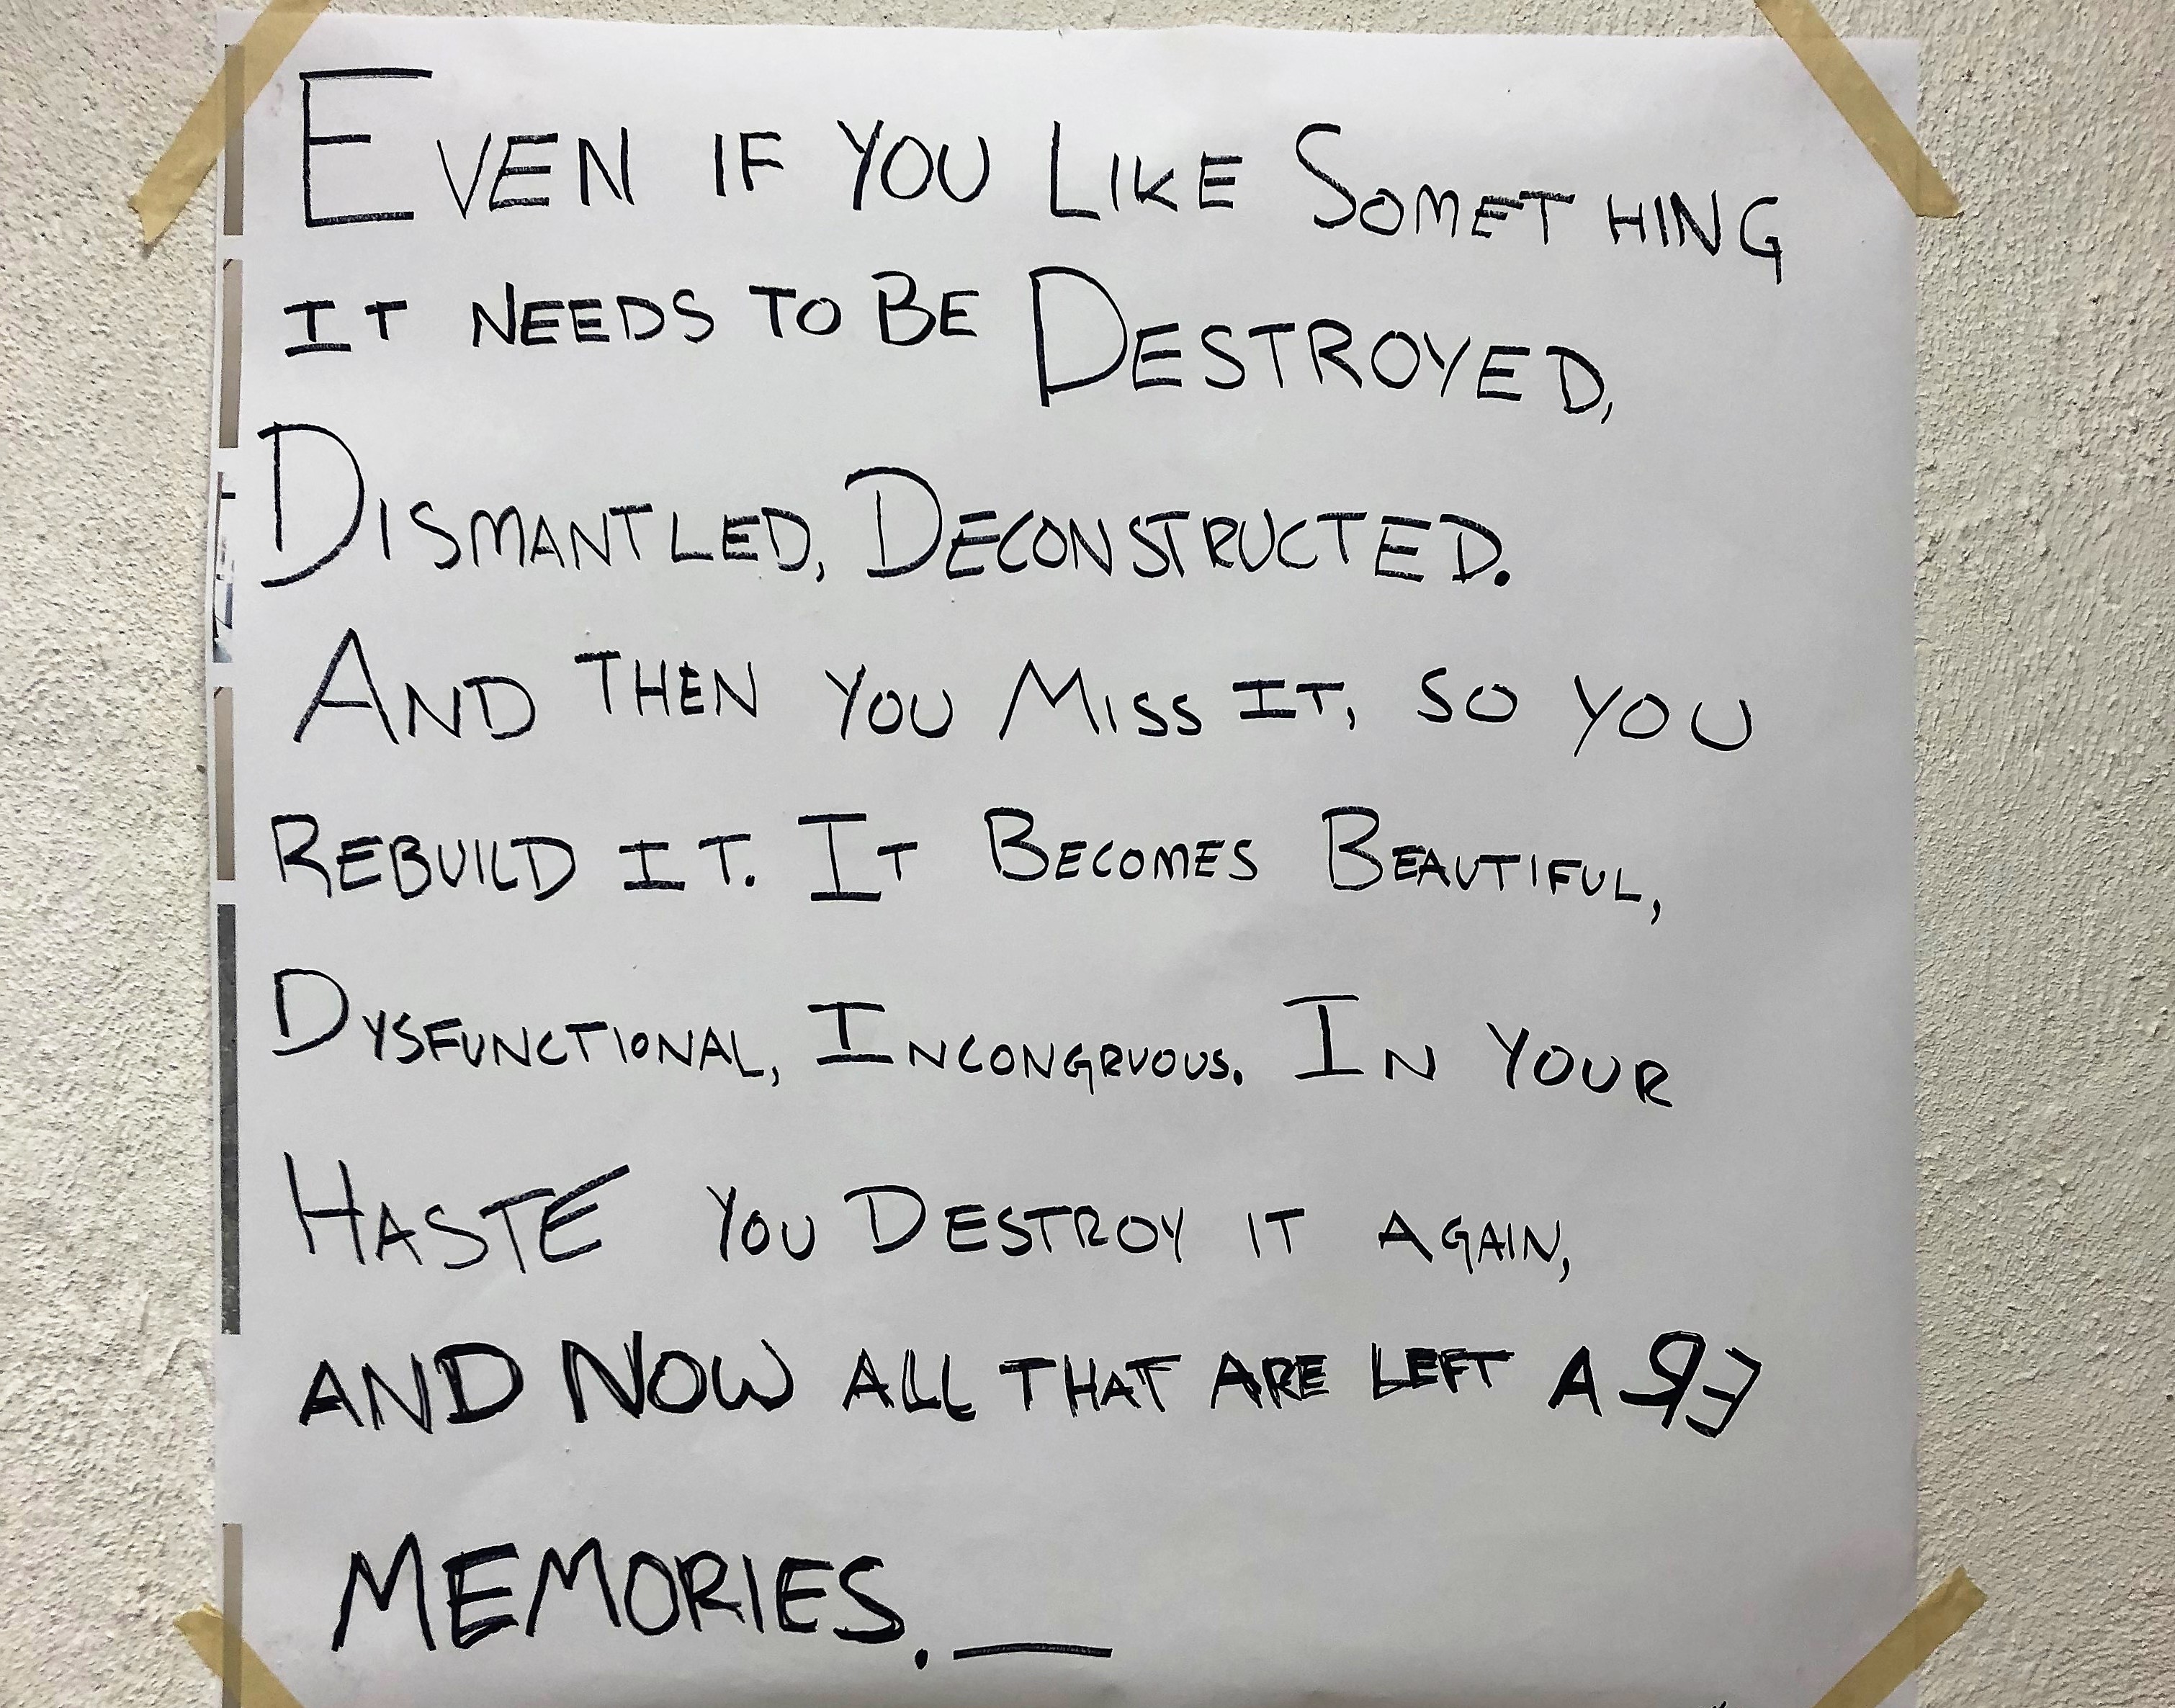 EVEN IF YOU LIKE SOMETHING
IT NEEDS TO BE DESTROYED,
DISMANTLED, DECONSTRUCTED.
AND THEN YOU MISS IT, SO YOU
REBUILD IT. IT BECOMES BEAUTIFUL,
DYSFUNCTIONAL, INCONGRUOUS. IN YOUR
HASTE YOU DESTROY IT AGAIN,
AND NOW ALL THAT ARE LEFT ARE
MEMORIES. —